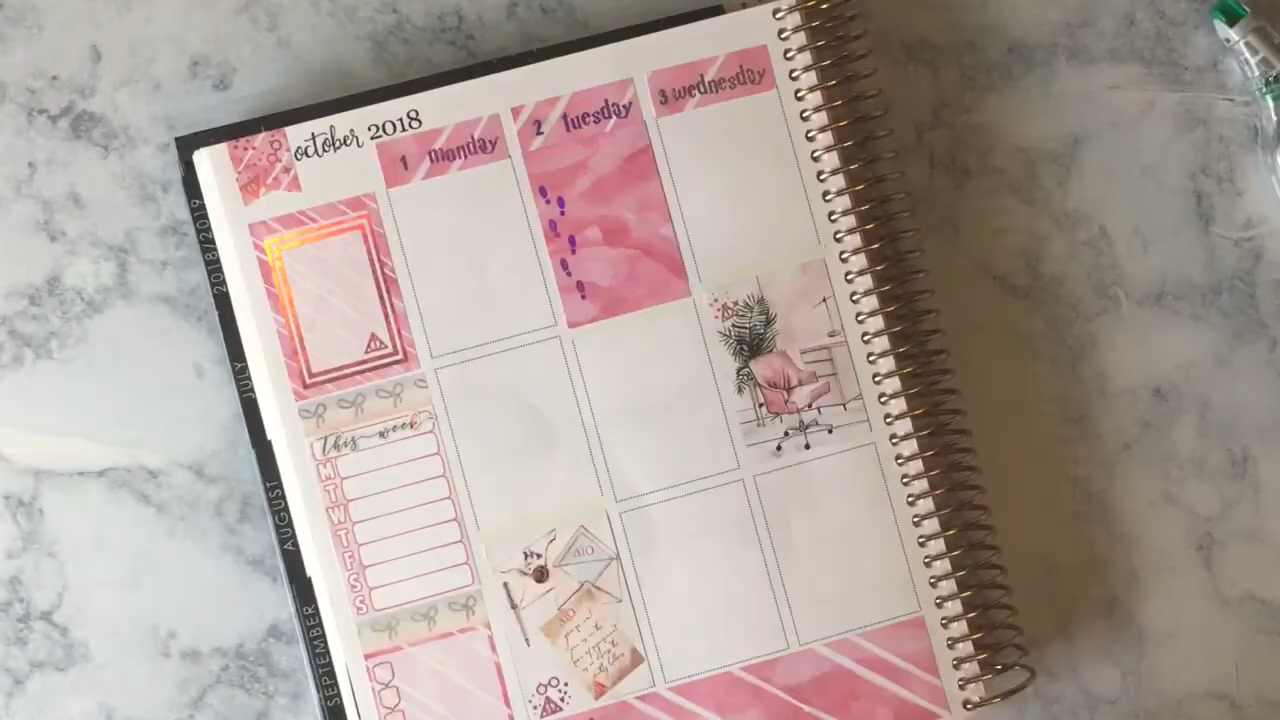 october 2018
1 monday
2 tuesday
3 wednesday
this week
M
T
W
T
F
S
S
2018/2019
JULY
AUGUST
SEPTEMBER